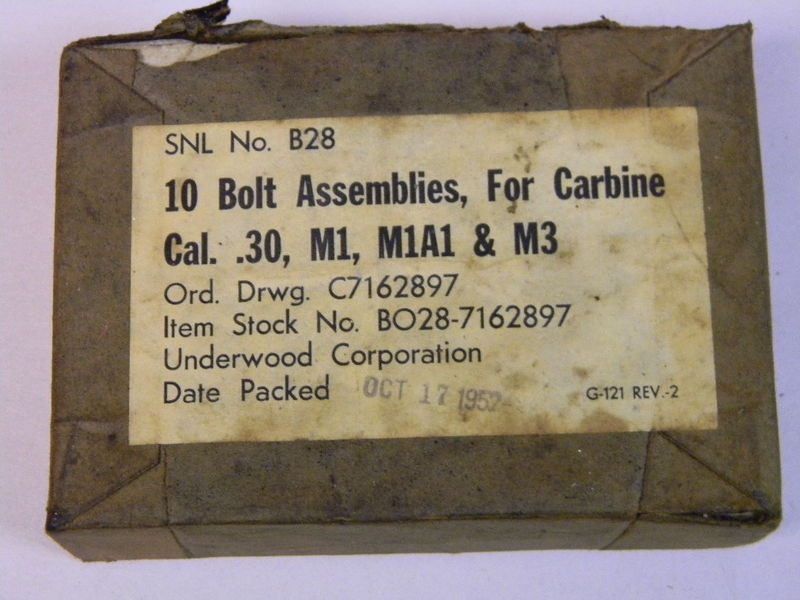 SNL No. B28
10 Bolt Assemblies, For Carbine
Cal. .30, M1, M1A1 & M3
Ord. Drwg. C7162897
Item Stock No. BO28-7162897
Underwood Corporation
Date Packed OCT 17 1952
G-121 REV.-2